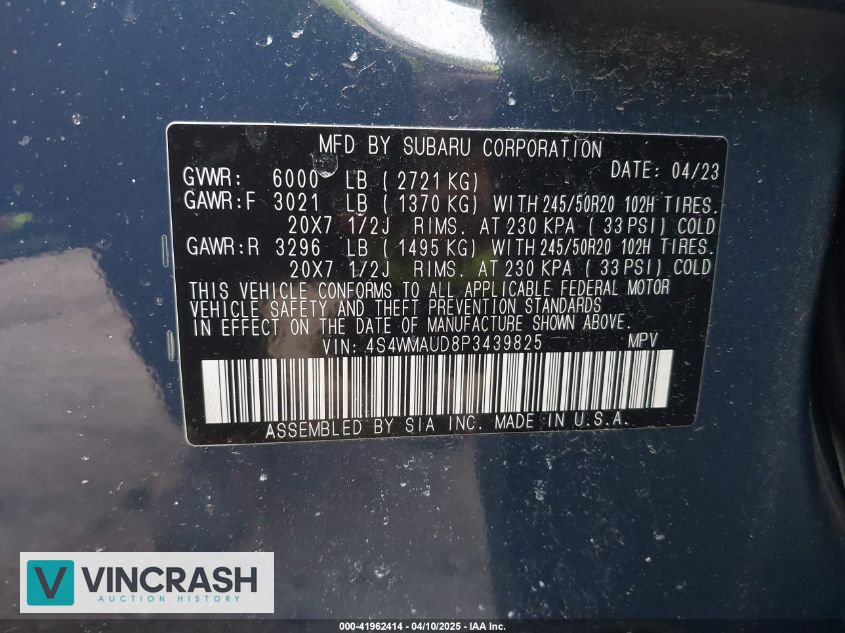 MFD BY SUBARU CORPORATION
DATE: 04/23
GVWR: 6000 LB ( 2721 KG)
GAWR:F 3021 LB ( 1370 KG) WITH 245/50R20 102H TIRES.
20X7 1/2J RIMS. AT 230 KPA ( 33 PSI) COLD
GAWR:R 3296 LB ( 1495 KG) WITH 245/50R20 102H TIRES.
20X7 1/2J RIMS. AT 230 KPA ( 33 PSI) COLD
THIS VEHICLE CONFORMS TO ALL APPLICABLE FEDERAL MOTOR
VEHICLE SAFETY AND THEFT PREVENTION STANDARDS
IN EFFECT ON THE DATE OF MANUFACTURE SHOWN ABOVE.
VIN: 4S4WMAUD8P3439825 MPV
ASSEMBLED BY SIA INC. MADE IN U.S.A.
V VINCRASH
AUCTION HISTORY
000-41962414 - 04/10/2025 - IAA Inc.